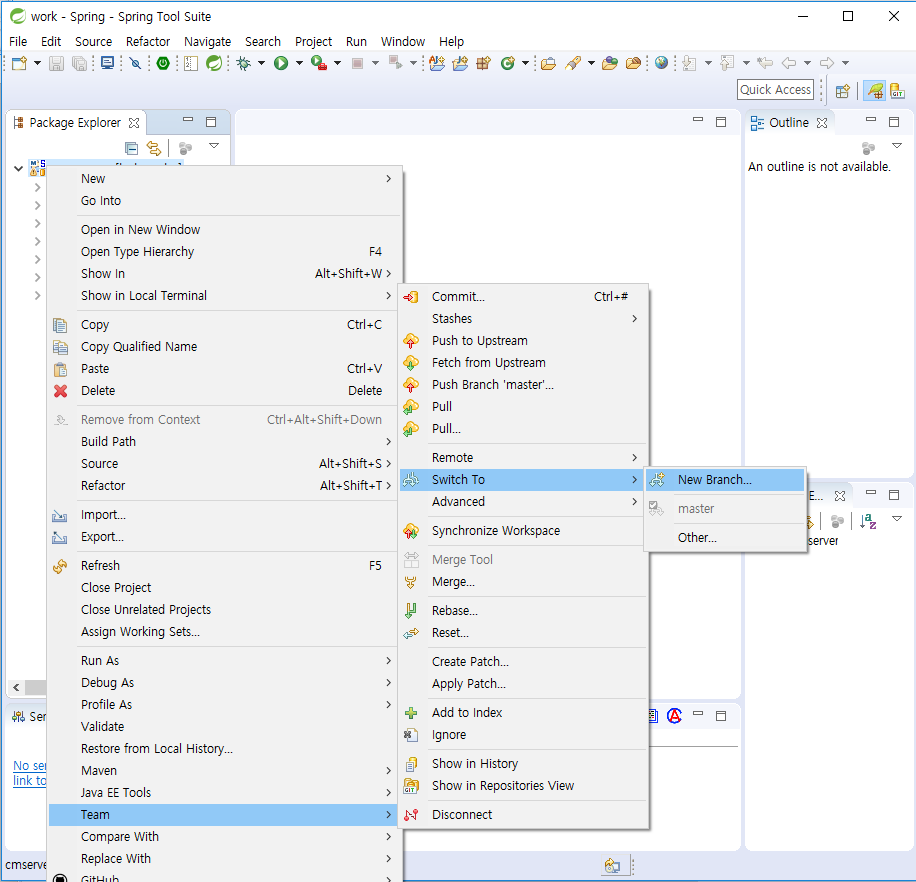 work - Spring - Spring Tool Suite
File Edit Source Refactor Navigate Search Project Run Window Help
Quick Access
Package Explorer
Outline
An outline is not available.
New
Go Into
Open in New Window
Open Type Hierarchy F4
Show In Alt+Shift+W
Show in Local Terminal
Copy Ctrl+C
Copy Qualified Name
Paste Ctrl+V
Delete Delete
Remove from Context Ctrl+Alt+Shift+Down
Build Path
Source Alt+Shift+S
Refactor Alt+Shift+T
Import...
Export...
Refresh F5
Close Project
Close Unrelated Projects
Assign Working Sets...
Run As
Debug As
Profile As
Validate
Restore from Local History...
Maven
Java EE Tools
Team
Compare With
Replace With
GitHub
Commit... Ctrl+#
Stashes
Push to Upstream
Fetch from Upstream
Push Branch 'master'...
Pull
Pull...
Remote
Switch To
Advanced
Synchronize Workspace
Merge Tool
Merge...
Rebase...
Reset...
Create Patch...
Apply Patch...
Add to Index
Ignore
Show in History
Show in Repositories View
Disconnect
New Branch...
master
Other...
E...
server
Ser
No ser
link to
cmserve